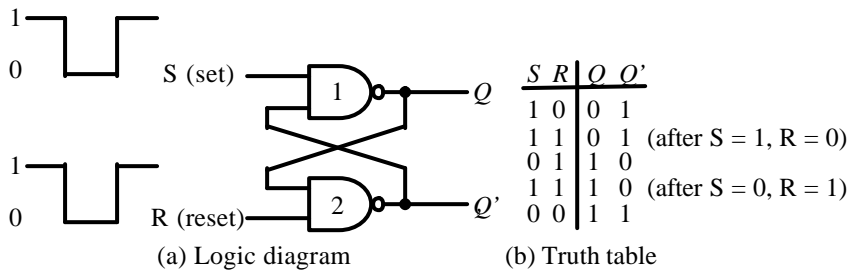 1
0
S (set)
1
Q
1
0
R (reset)
2
Q'
(a) Logic diagram
S R Q Q'
1 0 0 1
1 1 0 1 (after S = 1, R = 0)
0 1 1 0
1 1 1 0 (after S = 0, R = 1)
0 0 1 1
(b) Truth table